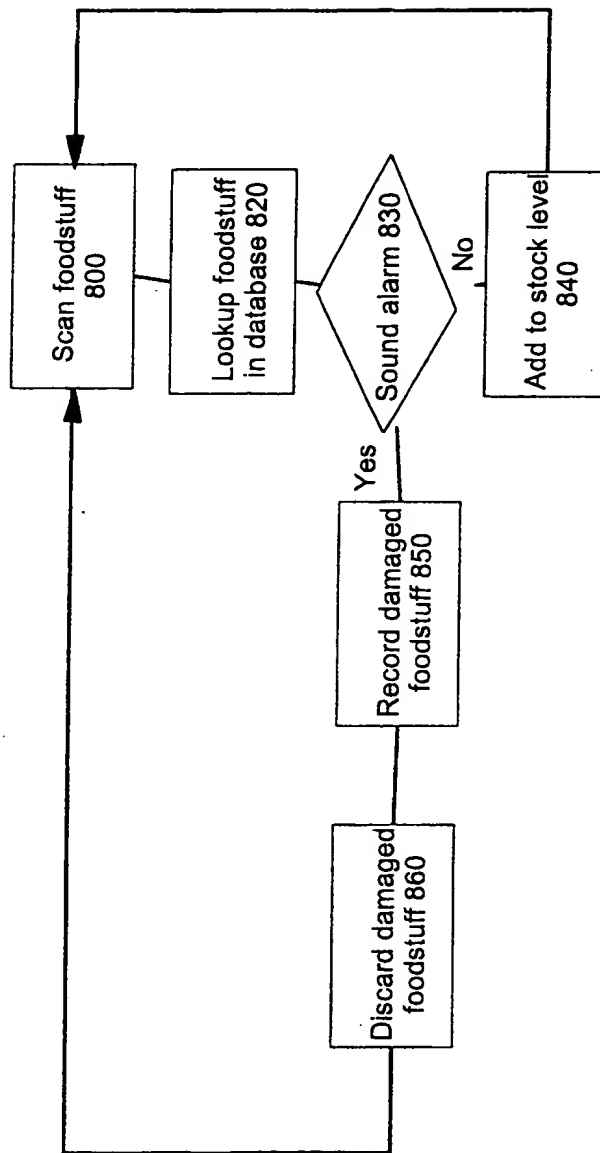 Scan foodstuff
800
Lookup foodstuff
in database 820
Sound alarm 830
No
Add to stock level
840
Yes
Record damaged
foodstuff 850
Discard damaged
foodstuff 860